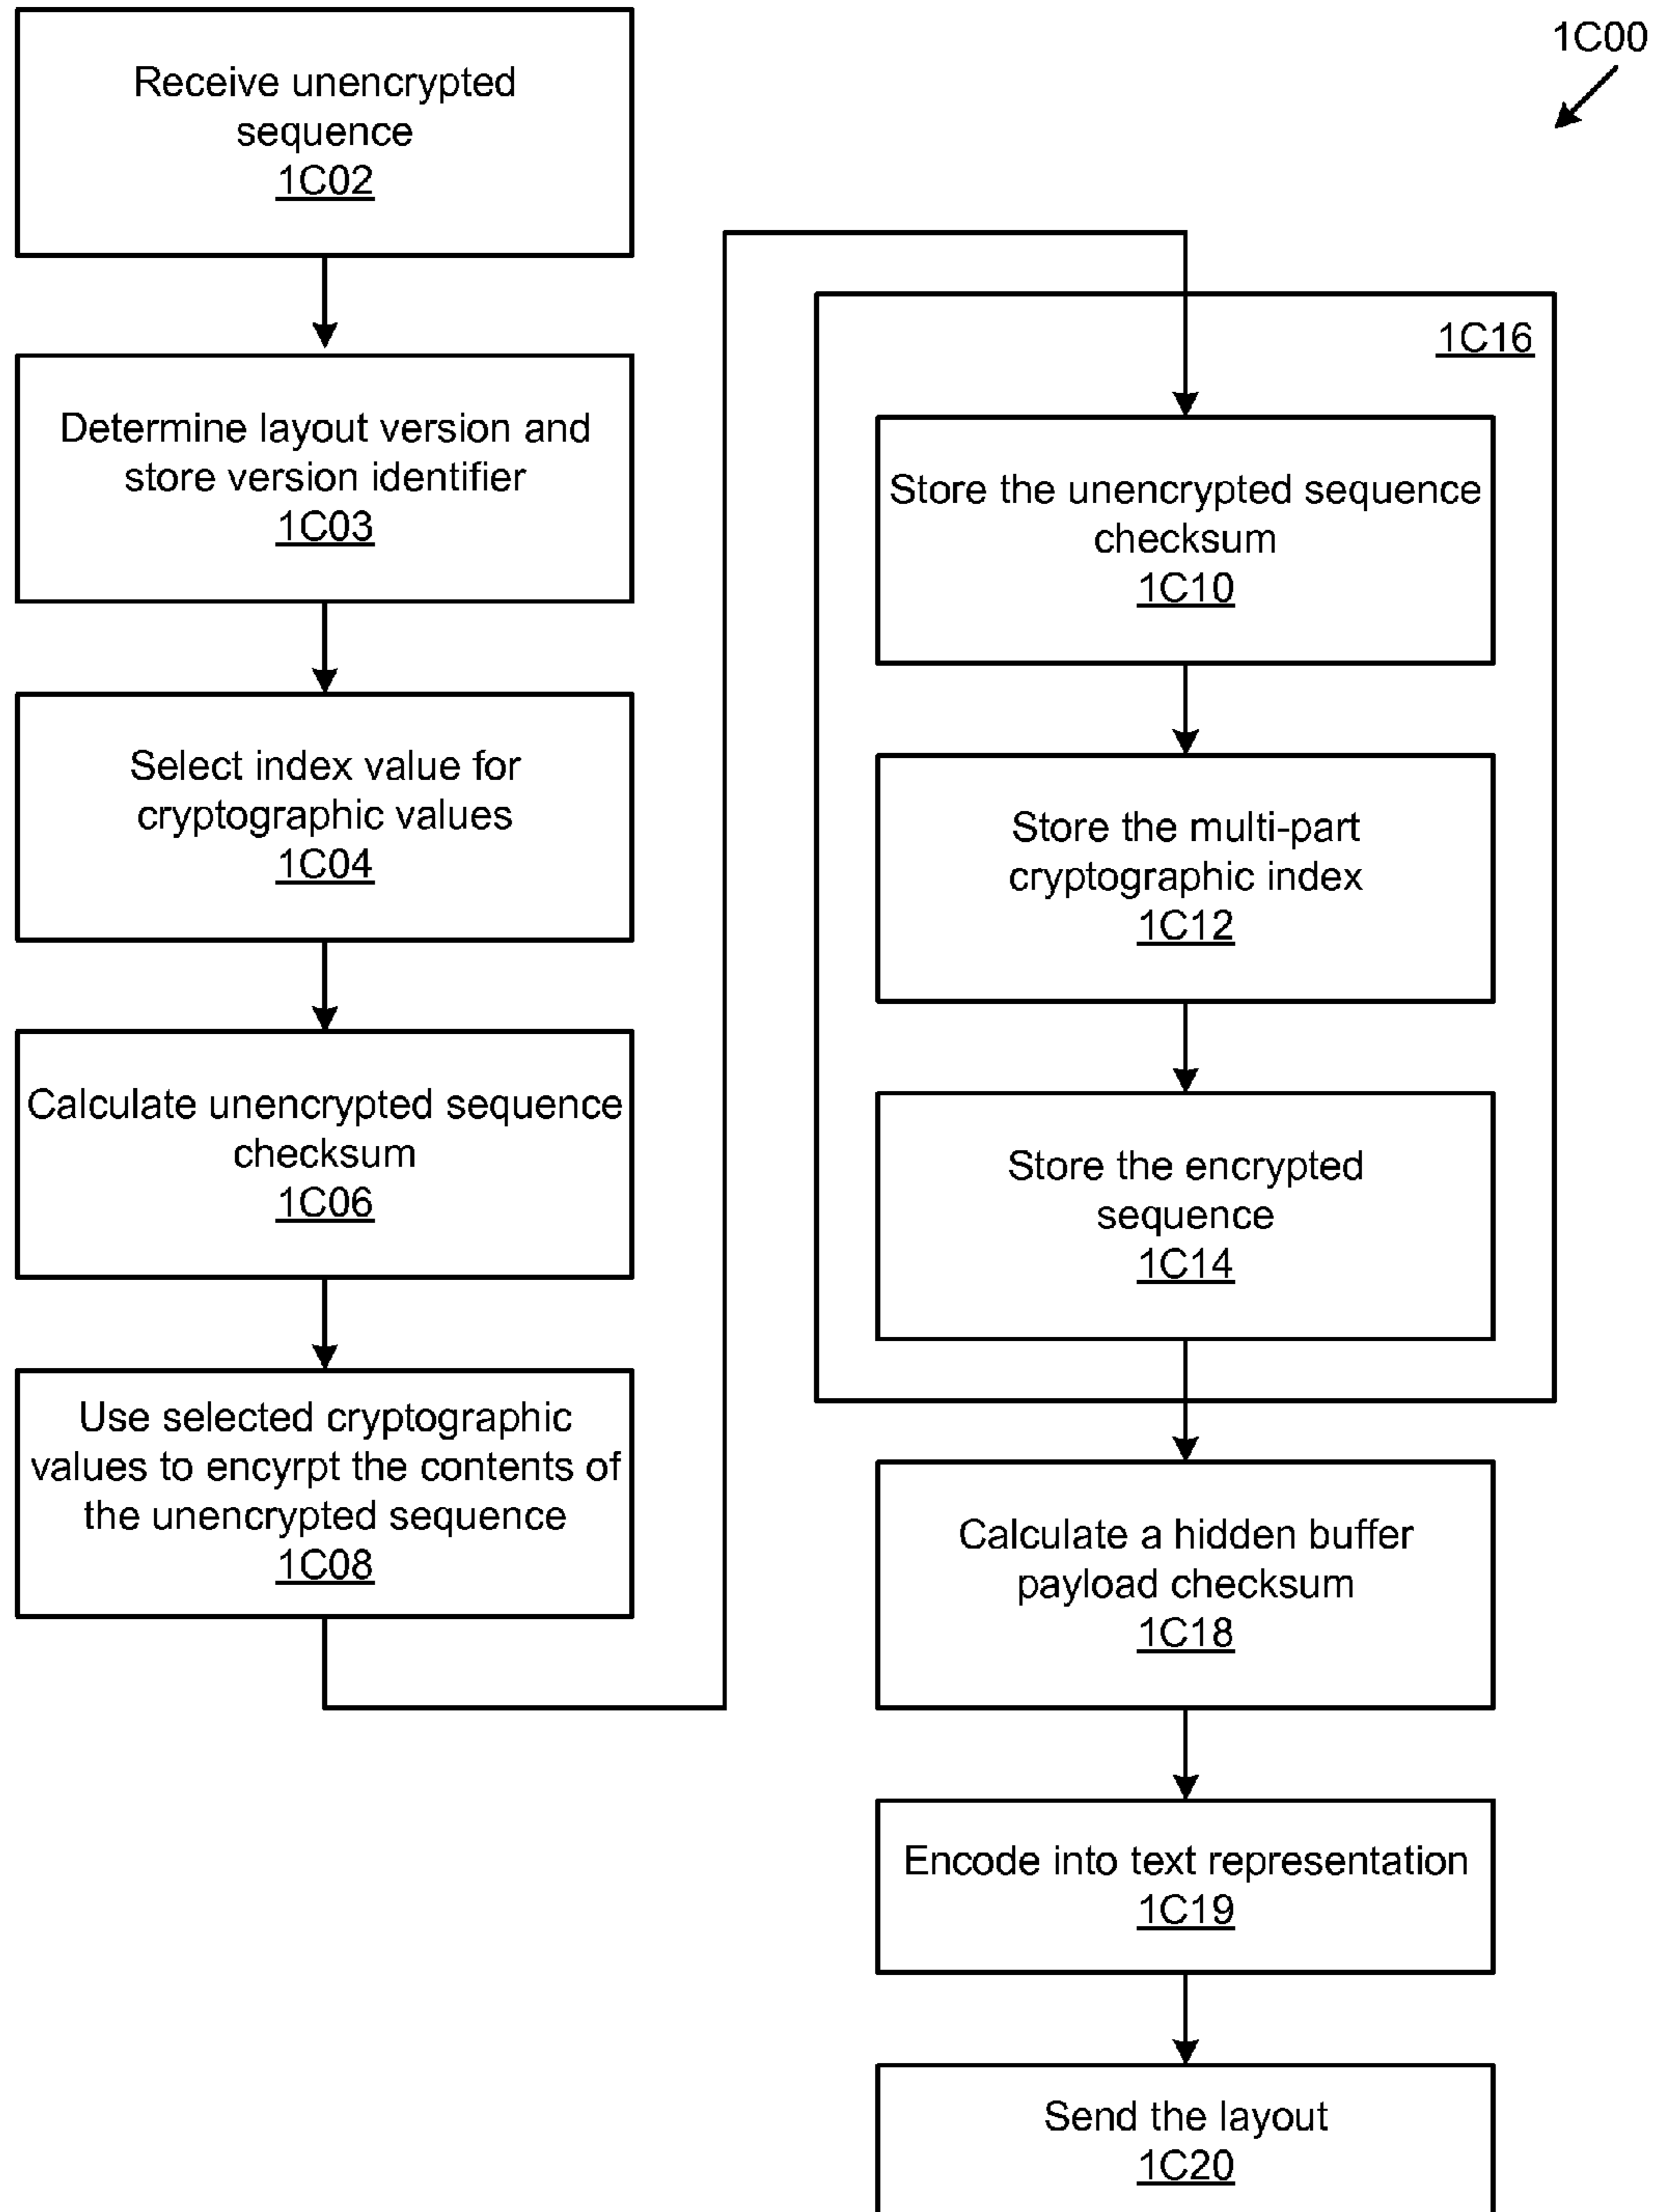 1C00
Receive unencrypted
sequence
1C02
Determine layout version and
store version identifier
1C03
Select index value for
cryptographic values
1C04
Calculate unencrypted sequence
checksum
1C06
Use selected cryptographic
values to encyrpt the contents of
the unencrypted sequence
1C08
1C16
Store the unencrypted sequence
checksum
1C10
Store the multi-part
cryptographic index
1C12
Store the encrypted
sequence
1C14
Calculate a hidden buffer
payload checksum
1C18
Encode into text representation
1C19
Send the layout
1C20